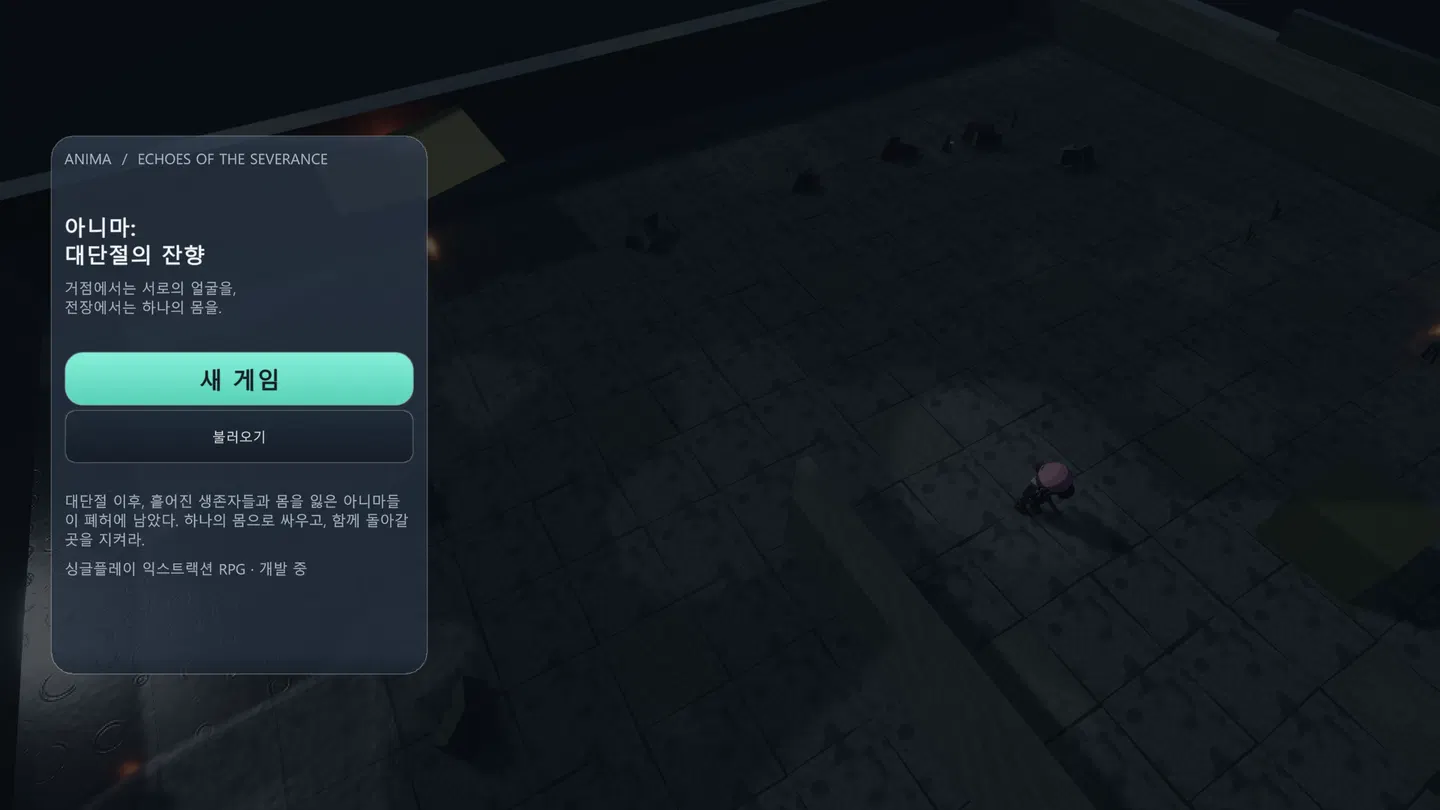 ANIMA / ECHOES OF THE SEVERANCE
아니마:
대단절의 잔향
거점에서는 서로의 얼굴을,
전장에서는 하나의 몸을.
새 게임
불러오기
대단절 이후, 흩어진 생존자들과 몸을 잃은 아니마들
이 폐허에 남았다. 하나의 몸으로 싸우고, 함께 돌아갈
곳을 지켜라.
싱글플레이 익스트랙션 RPG · 개발 중